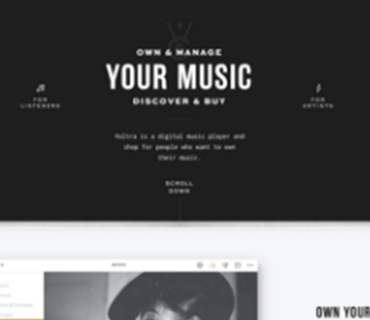 OWN & MANAGE
YOUR MUSIC
DISCOVER & BUY
FOR
LISTENERS
FOR
ARTISTS
Yoltra is a digital music player and
shop for people who want to own
their music.
SCROLL
DOWN
ARTISTS
OWN YOUR